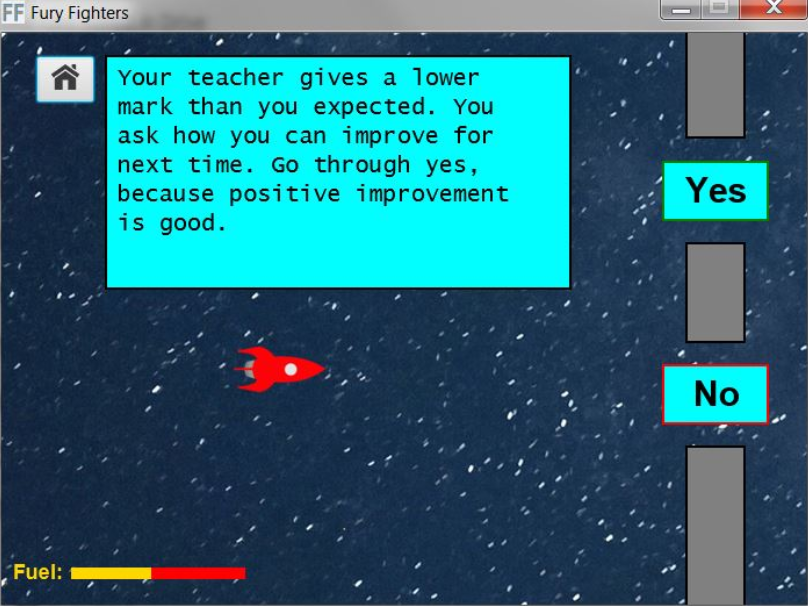 FF Fury Fighters
Your teacher gives a lower
mark than you expected. You
ask how you can improve for
next time. Go through yes,
because positive improvement
is good.
Yes
No
Fuel: